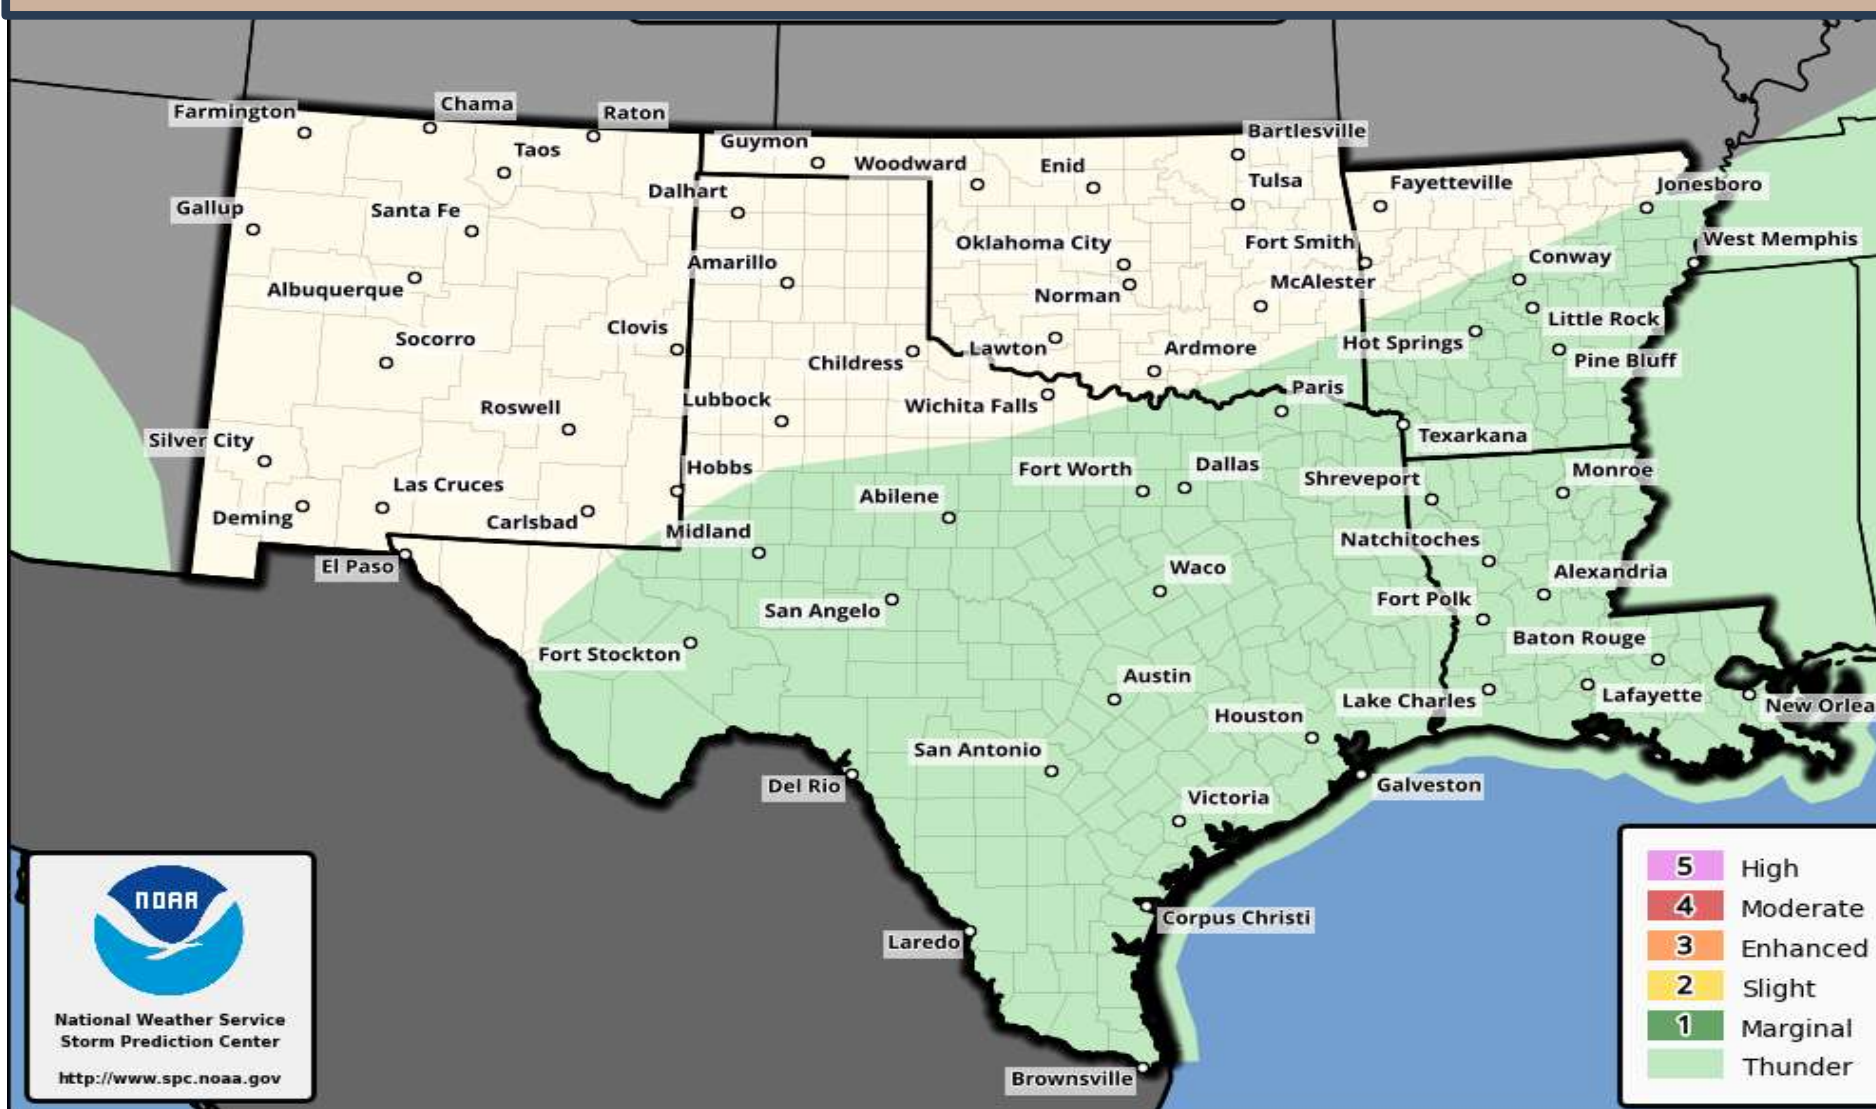 Farmington
Chama
Raton
Guymon
Bartlesville
Taos
Woodward
Enid
Tulsa
Fayetteville
Jonesboro
Dalhart
Gallup
Santa Fe
Oklahoma City
Fort Smith
West Memphis
Amarillo
Conway
Albuquerque
Norman
McAlester
Little Rock
Socorro
Clovis
Childress
Lawton
Ardmore
Hot Springs
Pine Bluff
Roswell
Lubbock
Wichita Falls
Paris
Silver City
Texarkana
Hobbs
Fort Worth
Dallas
Shreveport
Monroe
Las Cruces
Abilene
Deming
Carlsbad
Midland
Natchitoches
El Paso
Waco
Alexandria
San Angelo
Fort Polk
Fort Stockton
Baton Rouge
Austin
Lake Charles
Lafayette
New Orlea
Houston
San Antonio
Del Rio
Galveston
Victoria
Corpus Christi
Laredo
Brownsville
NOAA
National Weather Service
Storm Prediction Center
http://www.spc.noaa.gov
5 High
4 Moderate
3 Enhanced
2 Slight
1 Marginal
Thunder